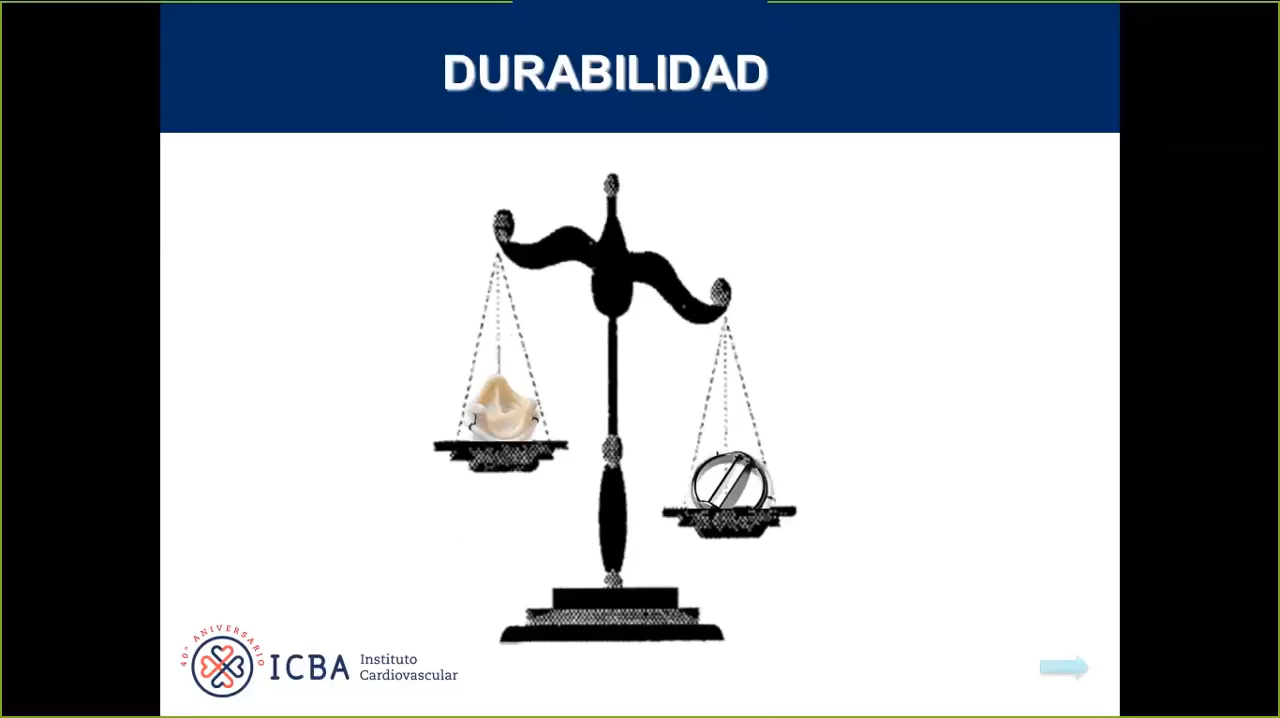 DURABILIDAD
40° ANIVERSARIO
ICBA
Instituto
Cardiovascular